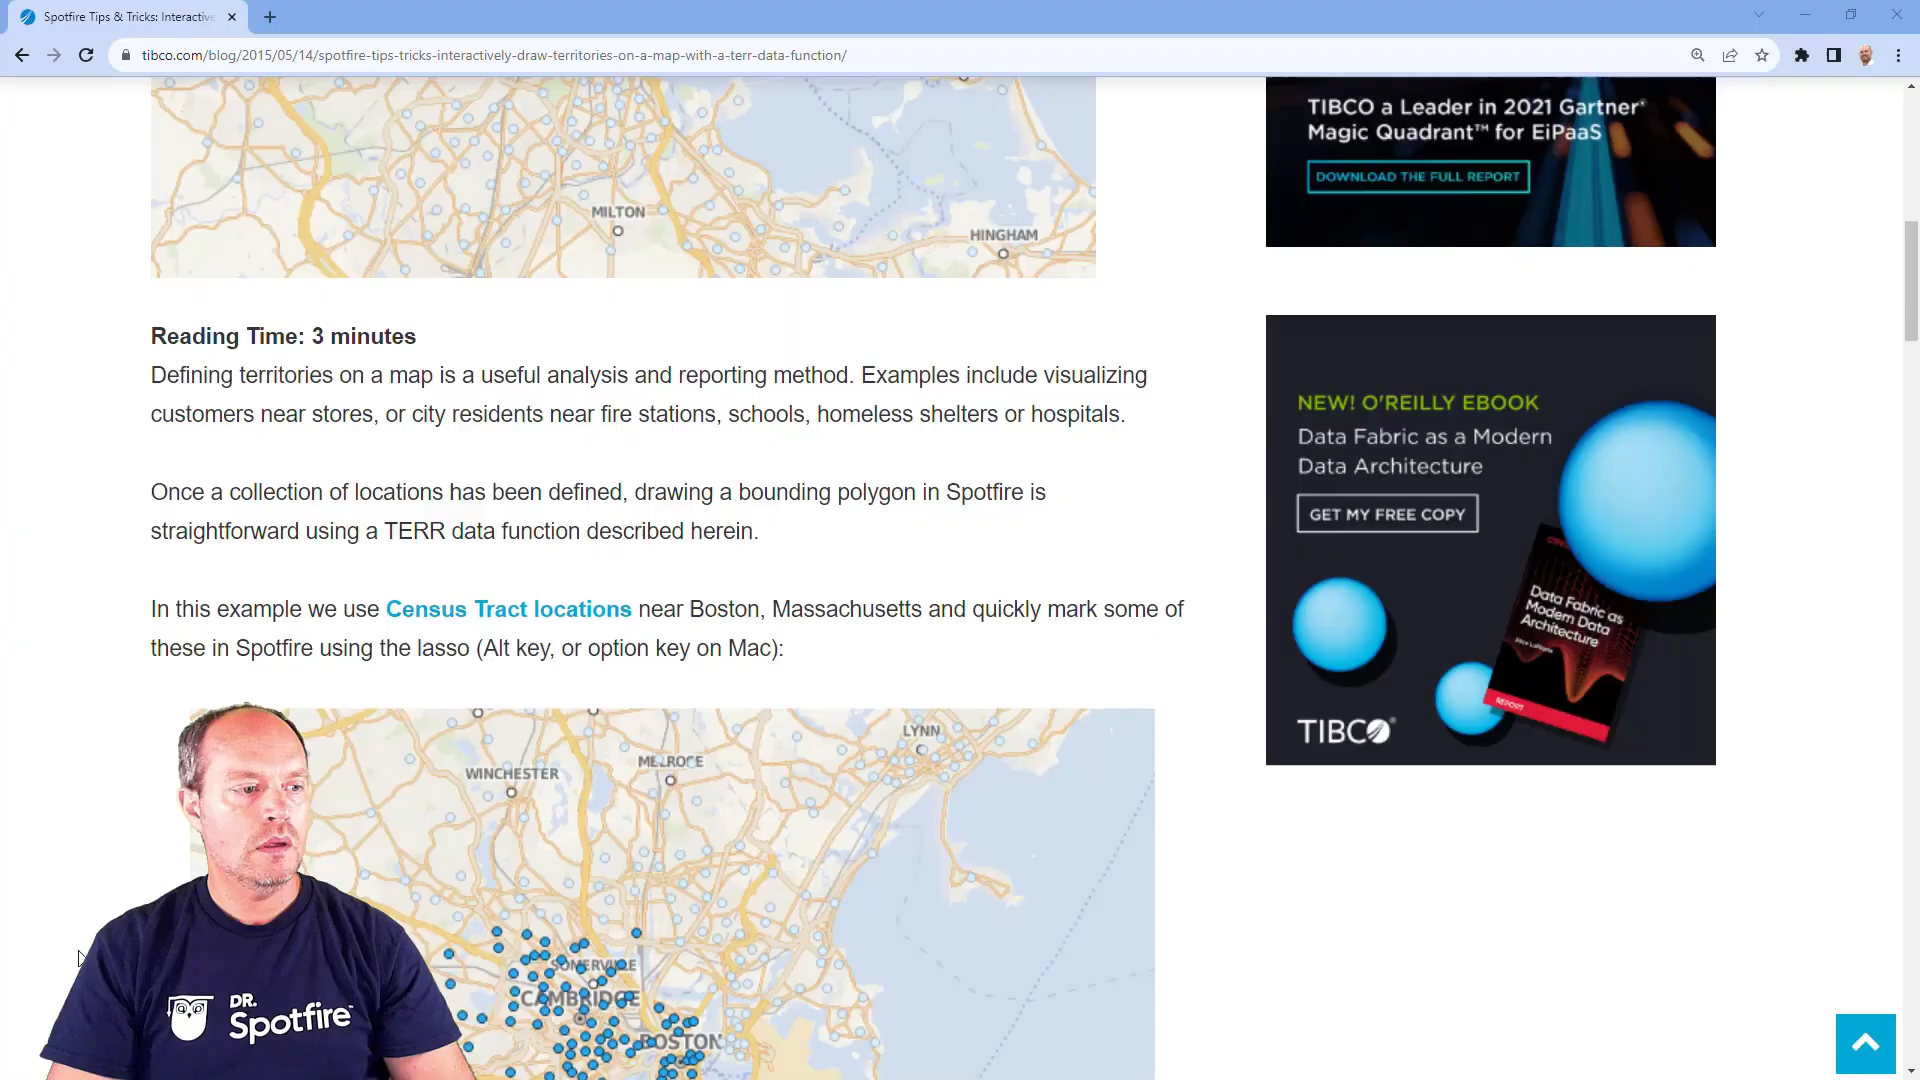 Spotfire Tips & Tricks: Interactive
tibco.com/blog/2015/05/14/spotfire-tips-tricks-interactively-draw-territories-on-a-map-with-a-terr-data-function/
MILTON
HINGHAM
TIBCO a Leader in 2021 Gartner®
Magic Quadrant™ for EiPaaS
DOWNLOAD THE FULL REPORT
Reading Time: 3 minutes
Defining territories on a map is a useful analysis and reporting method. Examples include visualizing
customers near stores, or city residents near fire stations, schools, homeless shelters or hospitals.
Once a collection of locations has been defined, drawing a bounding polygon in Spotfire is
straightforward using a TERR data function described herein.
In this example we use Census Tract locations near Boston, Massachusetts and quickly mark some of
these in Spotfire using the lasso (Alt key, or option key on Mac):
NEW! O'REILLY EBOOK
Data Fabric as a Modern
Data Architecture
GET MY FREE COPY
Data Fabric as
Modern Data
Architecture
REPORT
TIBCO®
LYNN
WINCHESTER
MELROSE
SOMERVILLE
CAMBRIDGE
BOSTON
DR.
Spotfire™